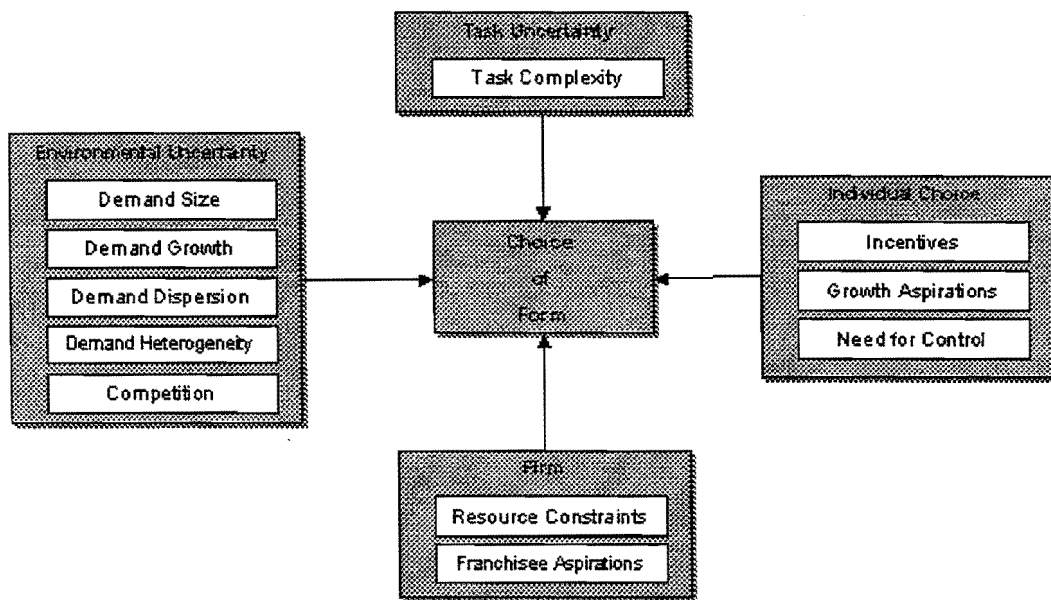 Task Uncertainty
Task Complexity
Environmental Uncertainty
Demand Size
Demand Growth
Demand Dispersion
Demand Heterogeneity
Competition
Choice
of
Form
Individual Choice
Incentives
Growth Aspirations
Need for Control
Firm
Resource Constraints
Franchisee Aspirations